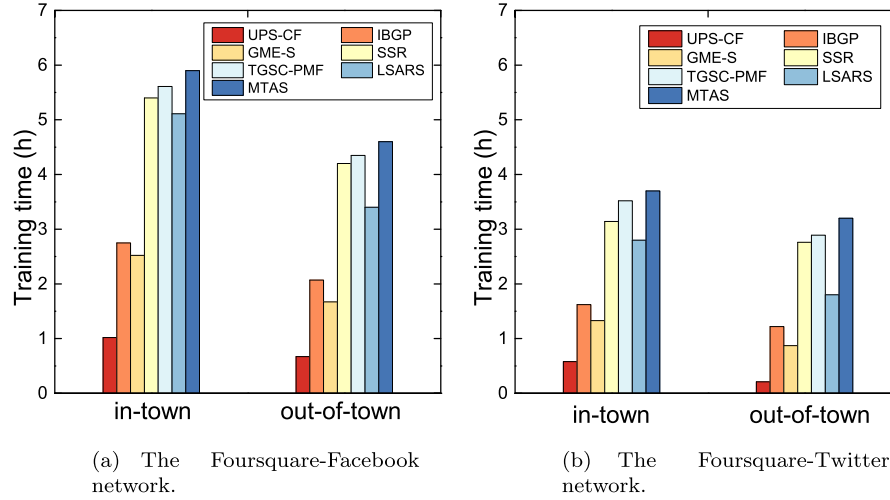 7
6
5
4
3
2
1
0
Training time (h)
UPS-CF IBGP
GME-S SSR
TGSC-PMF LSARS
MTAS
in-town out-of-town
(a) The Foursquare-Facebook
network.
7
6
5
4
3
2
1
0
Training time (h)
UPS-CF IBGP
GME-S SSR
TGSC-PMF LSARS
MTAS
in-town out-of-town
(b) The Foursquare-Twitter
network.